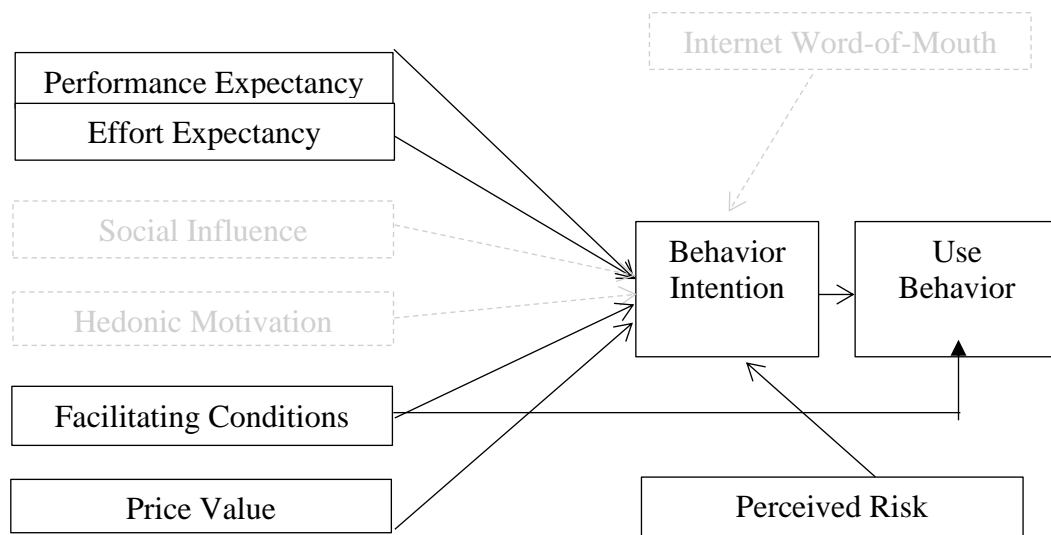 Internet Word-of-Mouth
Performance Expectancy
Effort Expectancy
Social Influence
Hedonic Motivation
Behavior
Intention
Use
Behavior
Facilitating Conditions
Price Value
Perceived Risk